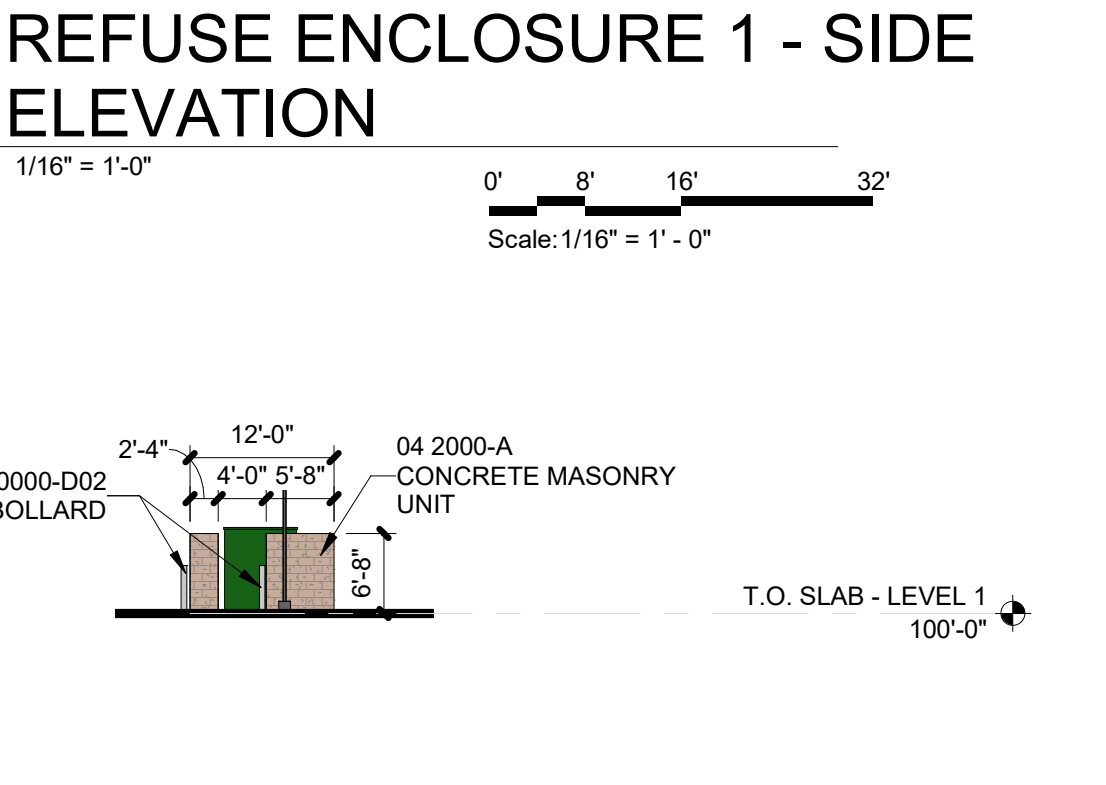 REFUSE ENCLOSURE 1 - SIDE
ELEVATION
1/16" = 1'-0"
0' 8' 16' 32'
Scale:1/16" = 1' - 0"
12'-0"
2'-4"
4'-0" 5'-8"
0000-D02
BOLLARD
04 2000-A
CONCRETE MASONRY
UNIT
6'-8"
T.O. SLAB - LEVEL 1
100'-0"